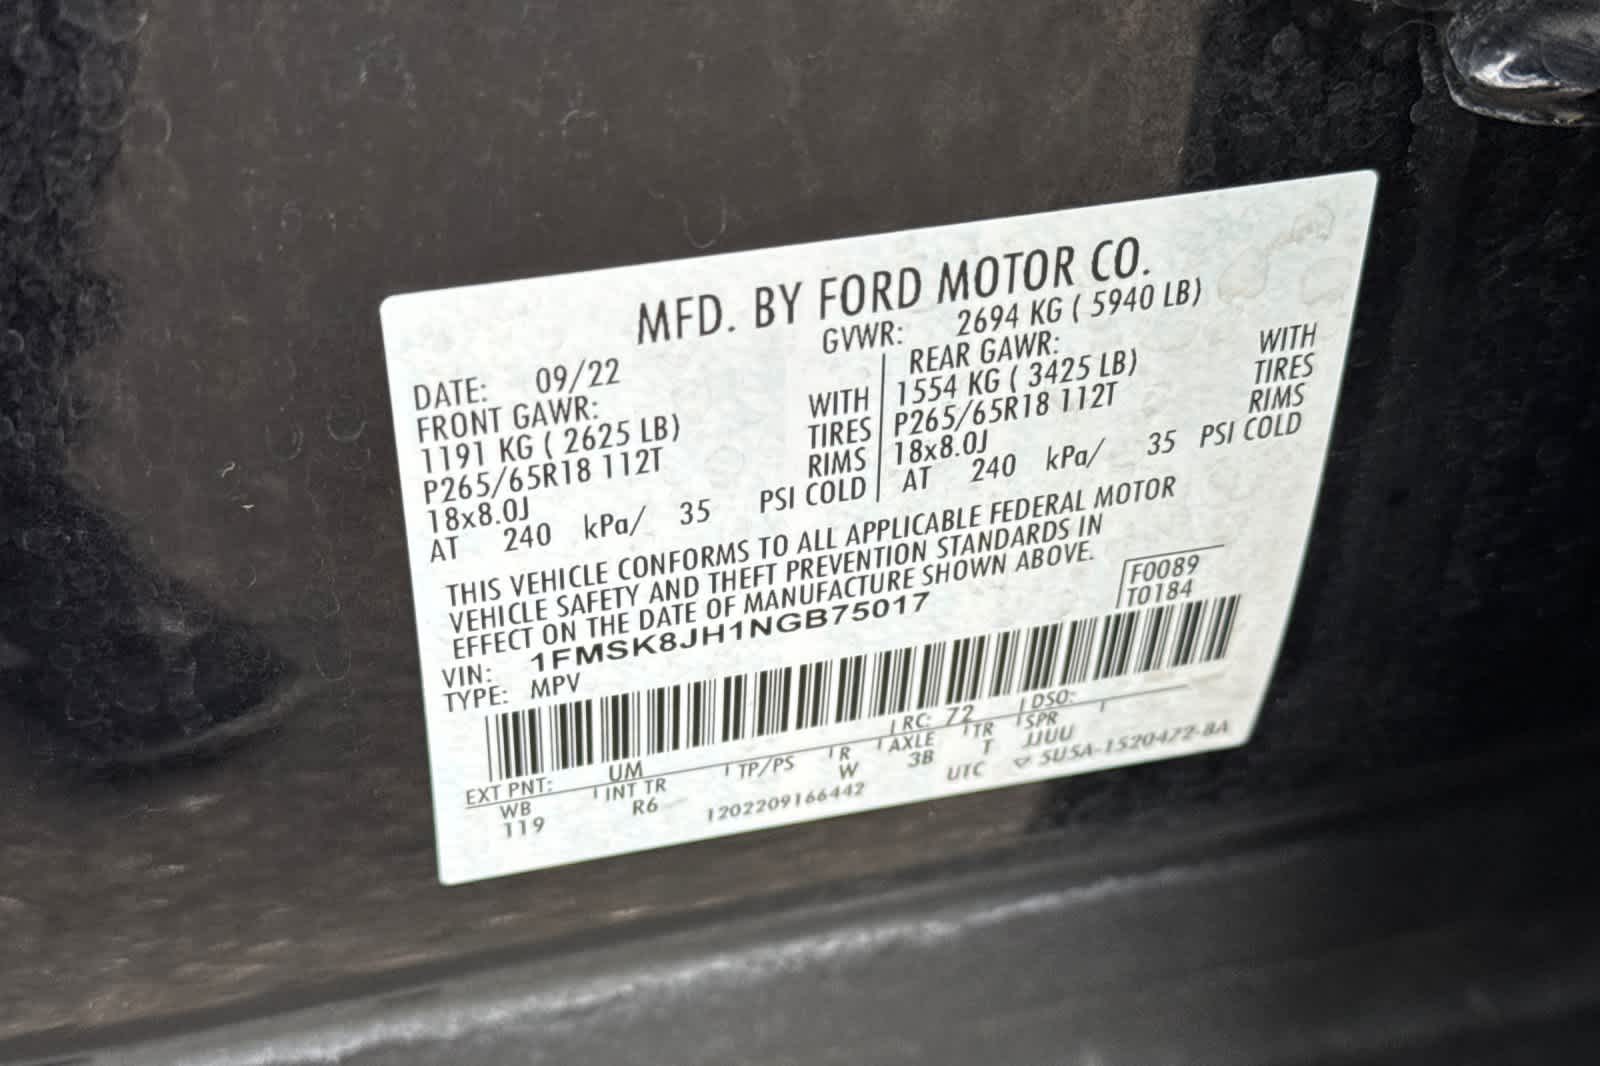 MFD. BY FORD MOTOR CO.
DATE: 09/22
GVWR: 2694 KG ( 5940 LB)
FRONT GAWR:
1191 KG ( 2625 LB) WITH
P265/65R18 112T TIRES
18x8.0J RIMS
AT 240 kPa/ 35 PSI COLD
REAR GAWR:
1554 KG ( 3425 LB) WITH
P265/65R18 112T TIRES
18x8.0J RIMS
AT 240 kPa/ 35 PSI COLD
THIS VEHICLE CONFORMS TO ALL APPLICABLE FEDERAL MOTOR
VEHICLE SAFETY AND THEFT PREVENTION STANDARDS IN
EFFECT ON THE DATE OF MANUFACTURE SHOWN ABOVE.
F0089
T0184
VIN: 1FMSK8JH1NGB75017
TYPE: MPV
EXT PNT: UM RC: 72 DSO:
WB INT TR TP/PS R AXLE TR SPR
119 R6 W 3B T JJUU
1202209166442 UTC ▽ 5U5A-1520472-BA